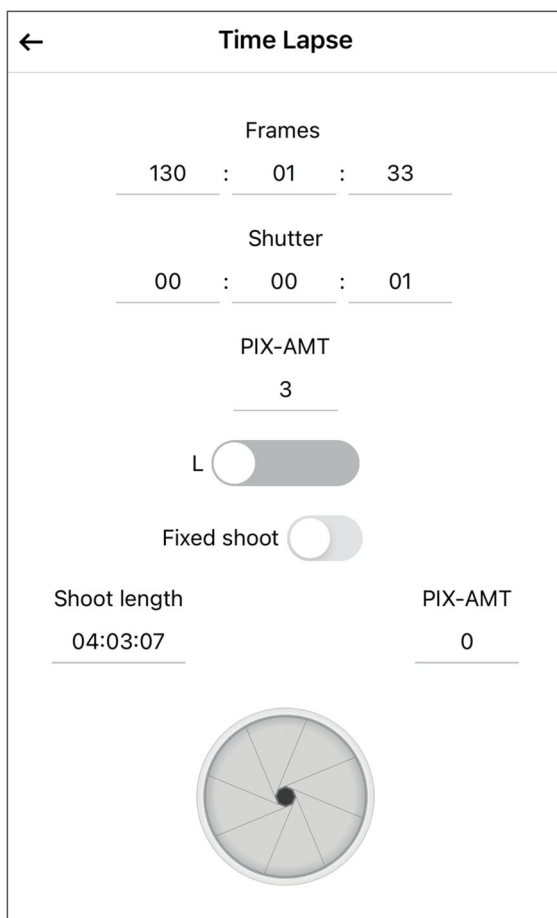 Time Lapse
Frames
130 : 01 : 33
Shutter
00 : 00 : 01
PIX-AMT
3
L
Fixed shoot
Shoot length PIX-AMT
04:03:07 0